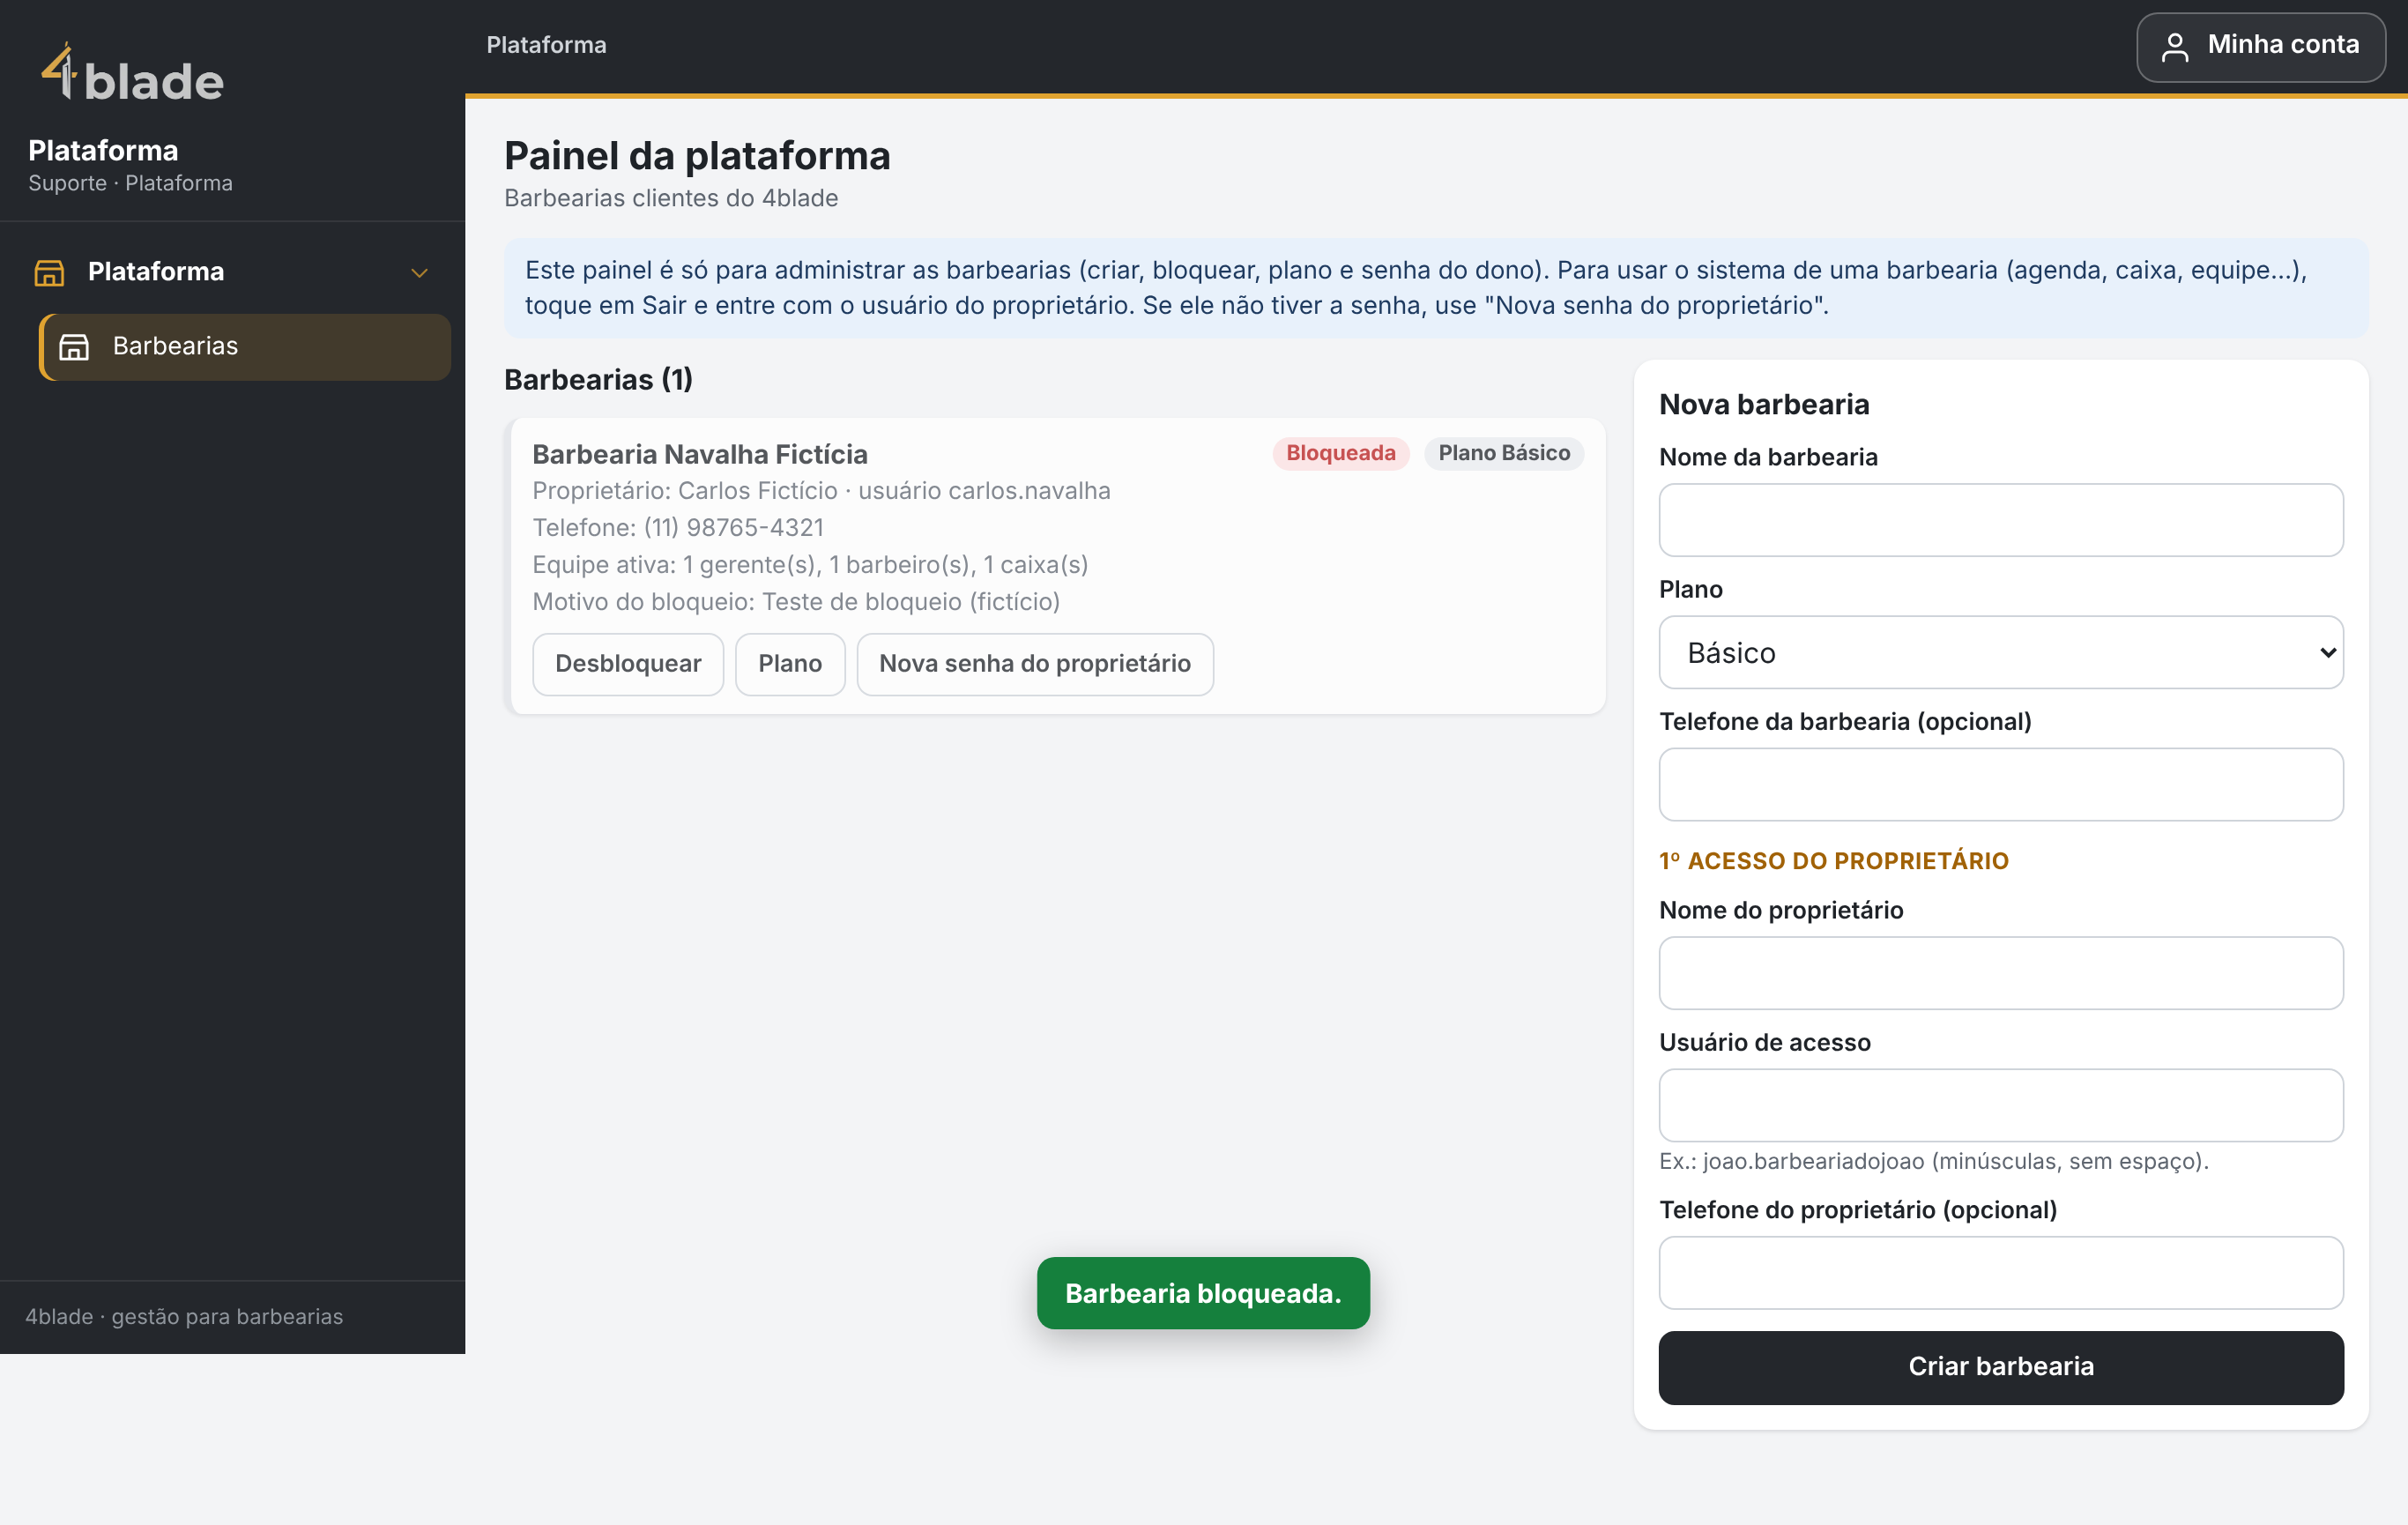 4blade
Plataforma
Suporte · Plataforma
Plataforma
Barbearias
4blade · gestão para barbearias
Plataforma
Minha conta
Painel da plataforma
Barbearias clientes do 4blade
Este painel é só para administrar as barbearias (criar, bloquear, plano e senha do dono). Para usar o sistema de uma barbearia (agenda, caixa, equipe...),
toque em Sair e entre com o usuário do proprietário. Se ele não tiver a senha, use "Nova senha do proprietário".
Barbearias (1)
Barbearia Navalha Fictícia
Bloqueada
Plano Básico
Proprietário: Carlos Fictício · usuário carlos.navalha
Telefone: (11) 98765-4321
Equipe ativa: 1 gerente(s), 1 barbeiro(s), 1 caixa(s)
Motivo do bloqueio: Teste de bloqueio (fictício)
Desbloquear
Plano
Nova senha do proprietário
Nova barbearia
Nome da barbearia
Plano
Básico
Telefone da barbearia (opcional)
1º ACESSO DO PROPRIETÁRIO
Nome do proprietário
Usuário de acesso
Ex.: joao.barbeariadojoao (minúsculas, sem espaço).
Telefone do proprietário (opcional)
Criar barbearia
Barbearia bloqueada.